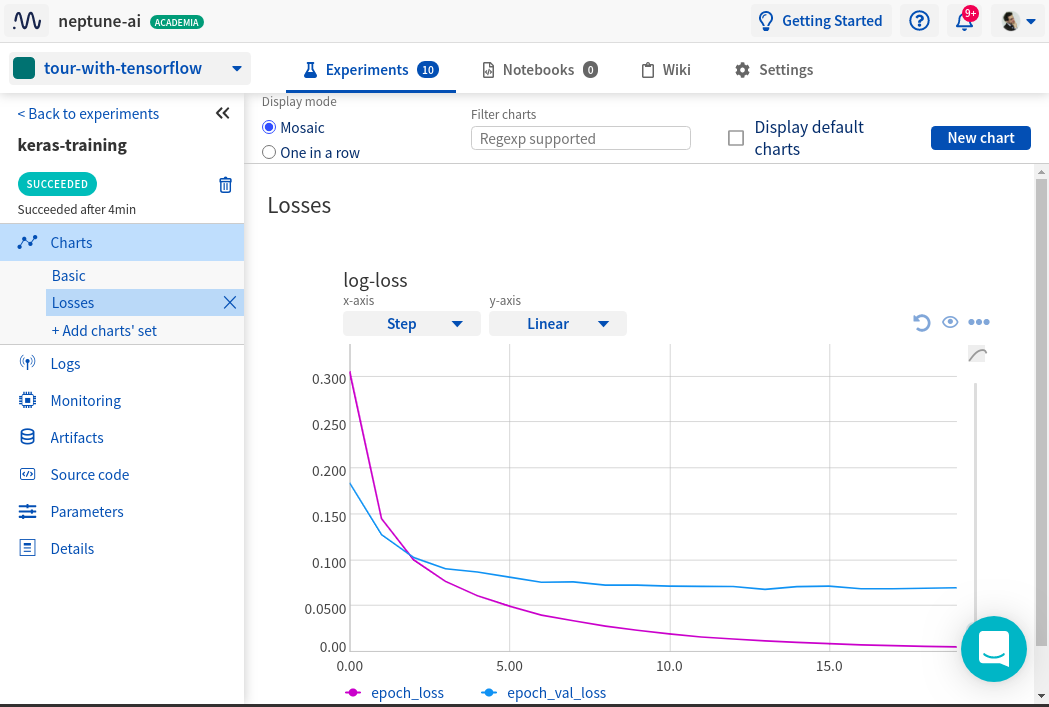 neptune-ai ACADEMIA
Getting Started
9+
tour-with-tensorflow
Experiments 10
Notebooks 0
Wiki
Settings
< Back to experiments
keras-training
SUCCEEDED
Succeeded after 4min
Charts
Basic
Losses
+ Add charts' set
Logs
Monitoring
Artifacts
Source code
Parameters
Details
Display mode
Mosaic
One in a row
Filter charts
Regexp supported
Display default
charts
New chart
Losses
log-loss
x-axis
y-axis
Step
Linear
0.300
0.250
0.200
0.150
0.100
0.0500
0.00
0.00 5.00 10.0 15.0
epoch_loss epoch_val_loss